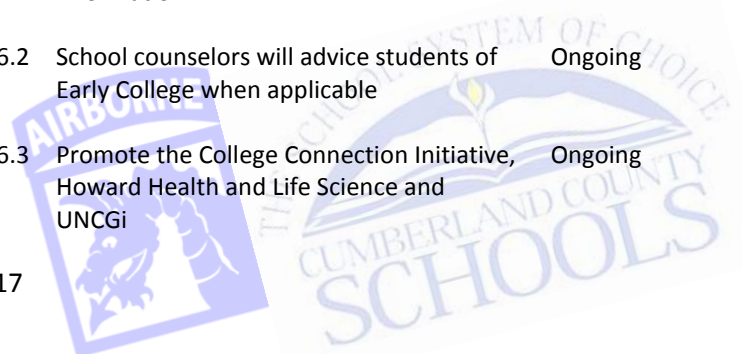 6.2 School counselors will advice students of Ongoing
Early College when applicable
6.3 Promote the College Connection Initiative, Ongoing
Howard Health and Life Science and
UNCGi
17
AIRBORNE
THE SCHOOL SYSTEM OF CHOICE
CUMBERLAND COUNTY
SCHOOLS